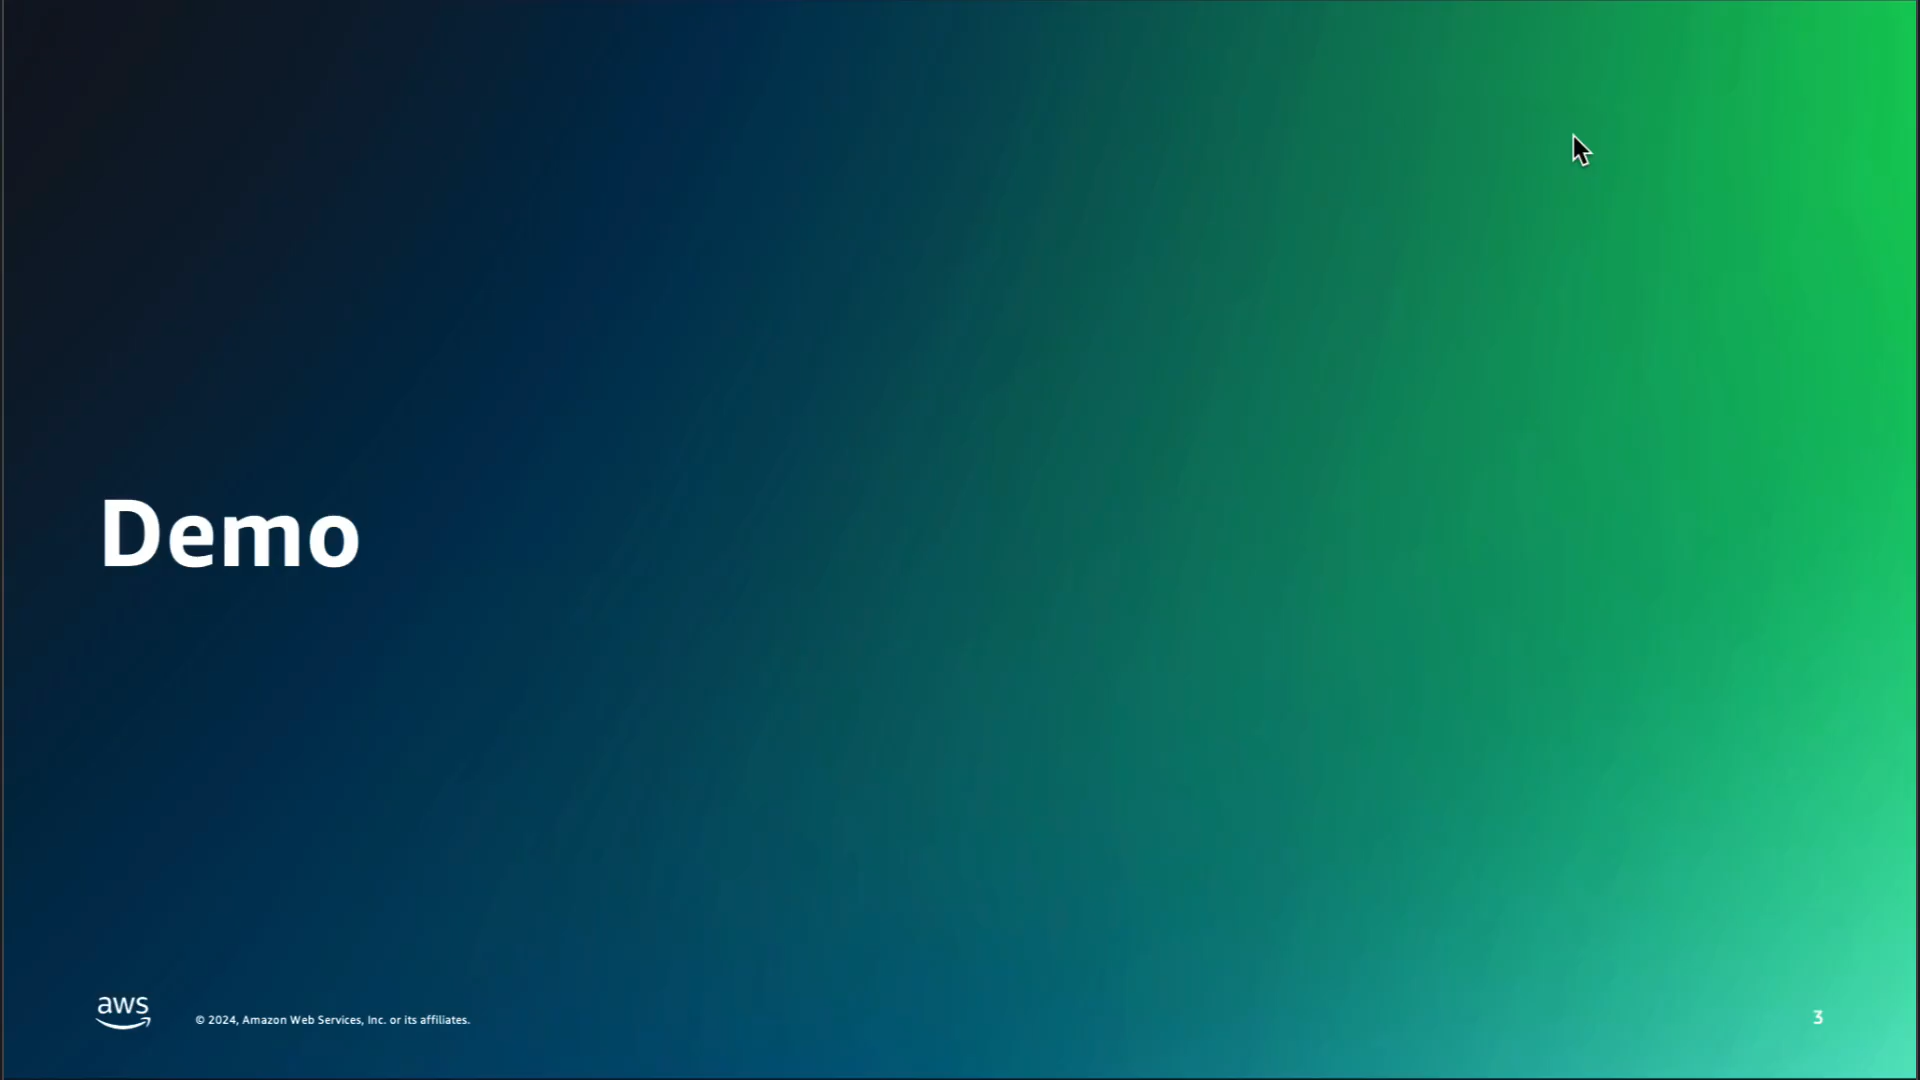 Demo
aws
© 2024, Amazon Web Services, Inc. or its affiliates.
3